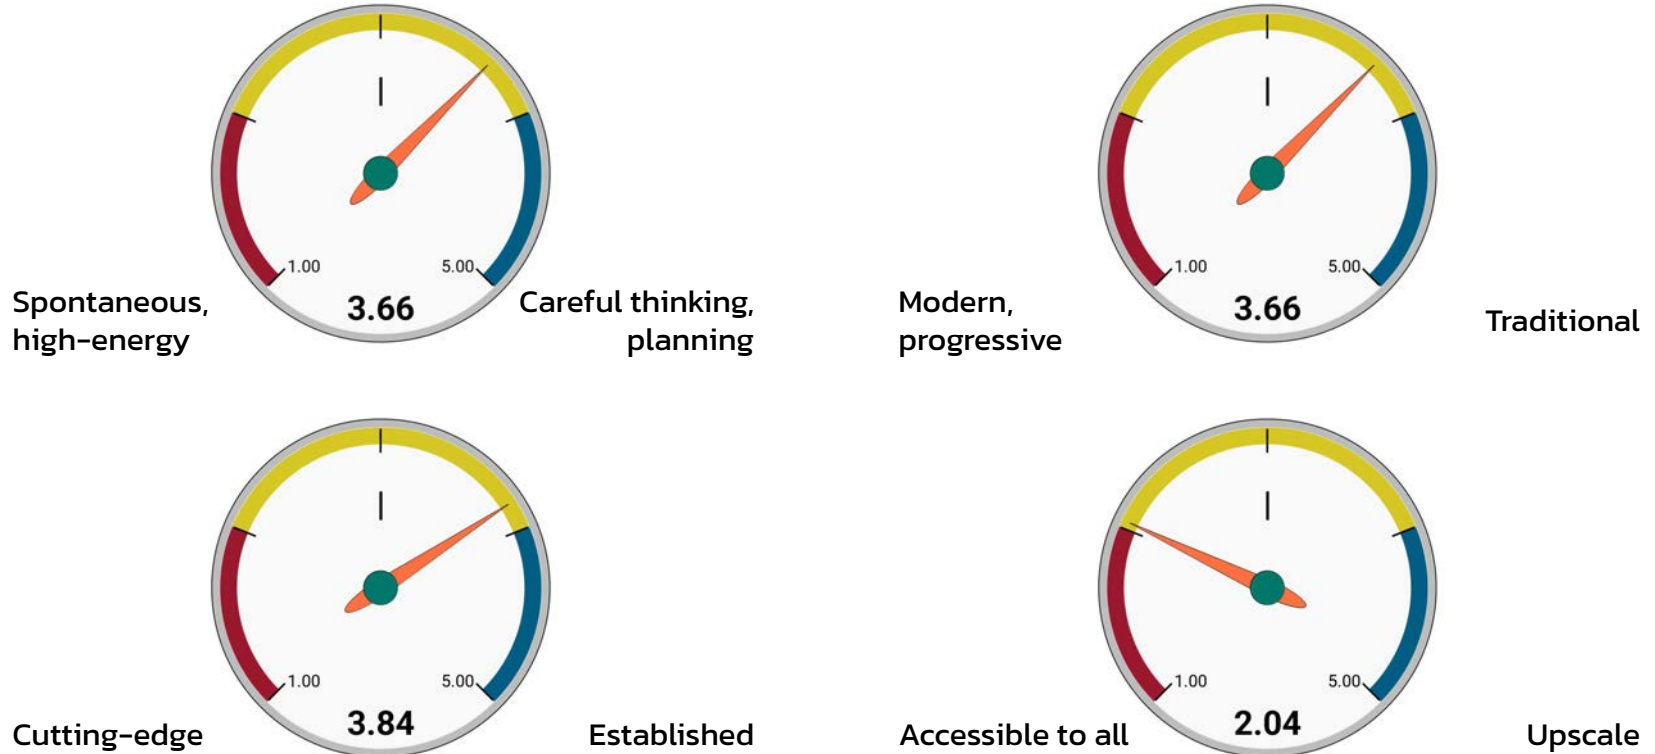 1.00
5.00
3.66
Spontaneous,
high-energy
Careful thinking,
planning
1.00
5.00
3.66
Modern,
progressive
Traditional
1.00
5.00
3.84
Cutting-edge
Established
1.00
5.00
2.04
Accessible to all
Upscale